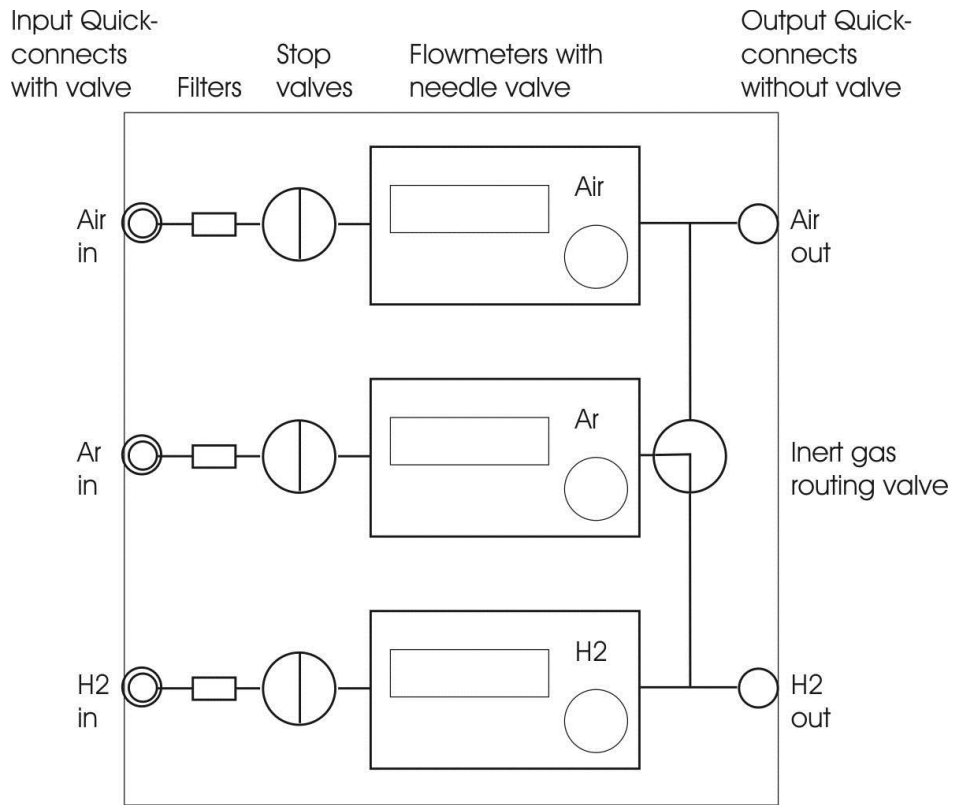 Input Quick-
connects
with valve
Filters
Stop
valves
Flowmeters with
needle valve
Output Quick-
connects
without valve
Air
in
Air
Air
out
Ar
in
Ar
Inert gas
routing valve
H2
in
H2
H2
out